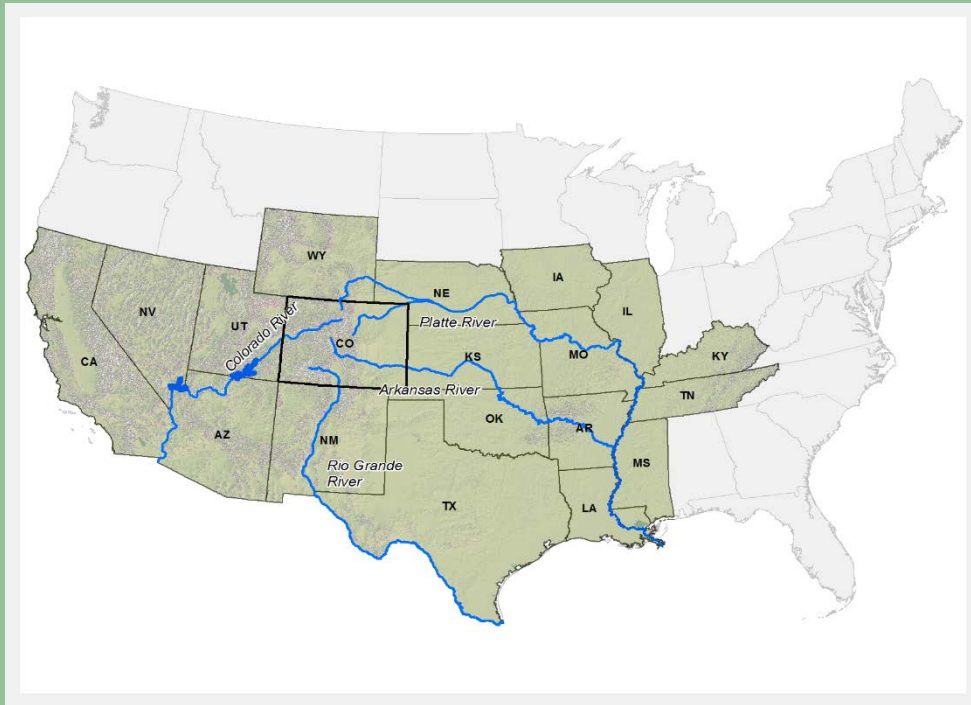 WY
IA
NE
IL
NV
UT
Colorado River
Platte River
CO
KS
MO
KY
CA
Arkansas River
TN
OK
AR
AZ
NM
MS
Rio Grande
River
TX
LA